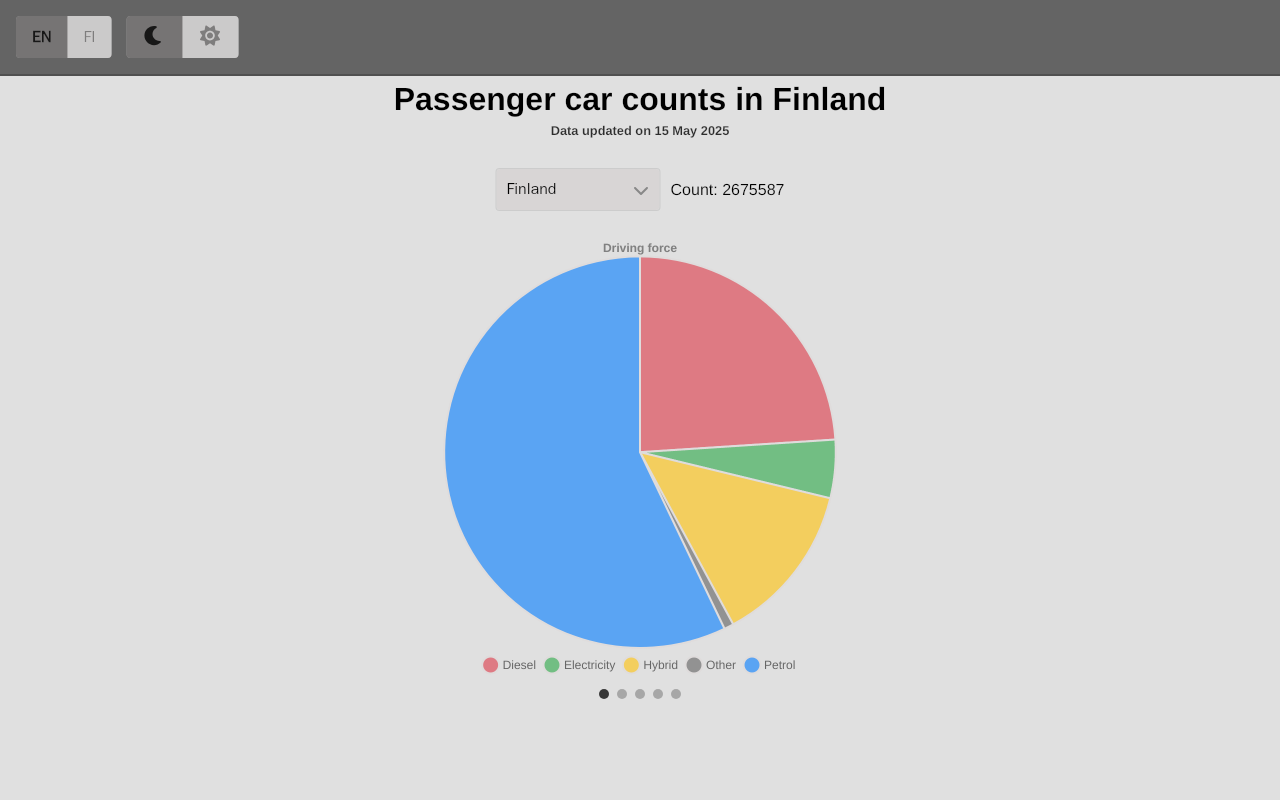 EN FI
Passenger car counts in Finland
Data updated on 15 May 2025
Finland Count: 2675587
Driving force
Diesel Electricity Hybrid Other Petrol